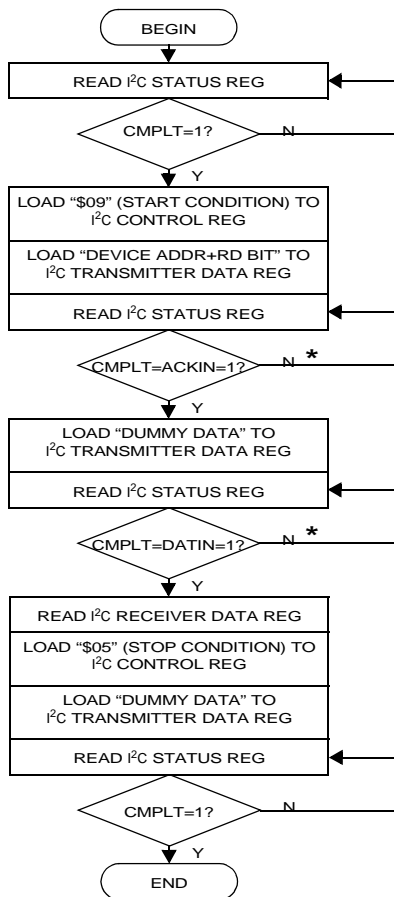 BEGIN
READ I²C STATUS REG
CMPLT=1?
N
Y
LOAD “$09” (START CONDITION) TO
I²C CONTROL REG
LOAD “DEVICE ADDR+RD BIT” TO
I²C TRANSMITTER DATA REG
READ I²C STATUS REG
CMPLT=ACKIN=1?
N *
Y
LOAD “DUMMY DATA” TO
I²C TRANSMITTER DATA REG
READ I²C STATUS REG
CMPLT=DATIN=1?
N *
Y
READ I²C RECEIVER DATA REG
LOAD “$05” (STOP CONDITION) TO
I²C CONTROL REG
LOAD “DUMMY DATA” TO
I²C TRANSMITTER DATA REG
READ I²C STATUS REG
CMPLT=1?
N
Y
END